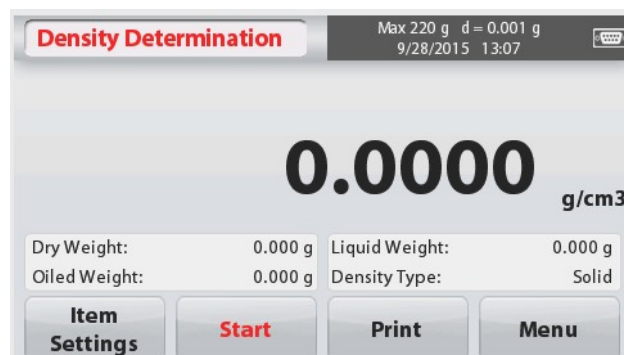 Density Determination
Max 220 g d = 0.001 g
9/28/2015 13:07
0.0000
g/cm3
Dry Weight: 0.000 g Liquid Weight: 0.000 g
Oiled Weight: 0.000 g Density Type: Solid
Item Settings
Start
Print
Menu